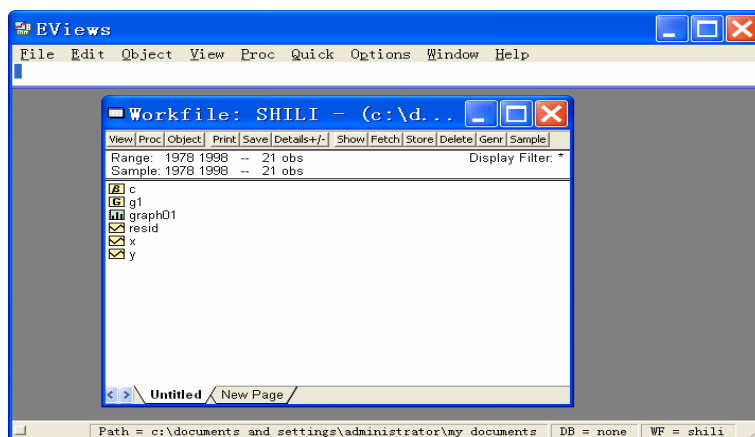 EViews
File Edit Object View Proc Quick Options Window Help
Workfile: SHILI - (c:\d...
View Proc Object Print Save Details+/- Show Fetch Store Delete Genr Sample
Range: 1978 1998 -- 21 obs Display Filter: *
Sample: 1978 1998 -- 21 obs
β c
G g1
graph01
resid
x
y
< > Untitled New Page
Path = c:\documents and settings\administrator\my documents DB = none WF = shili